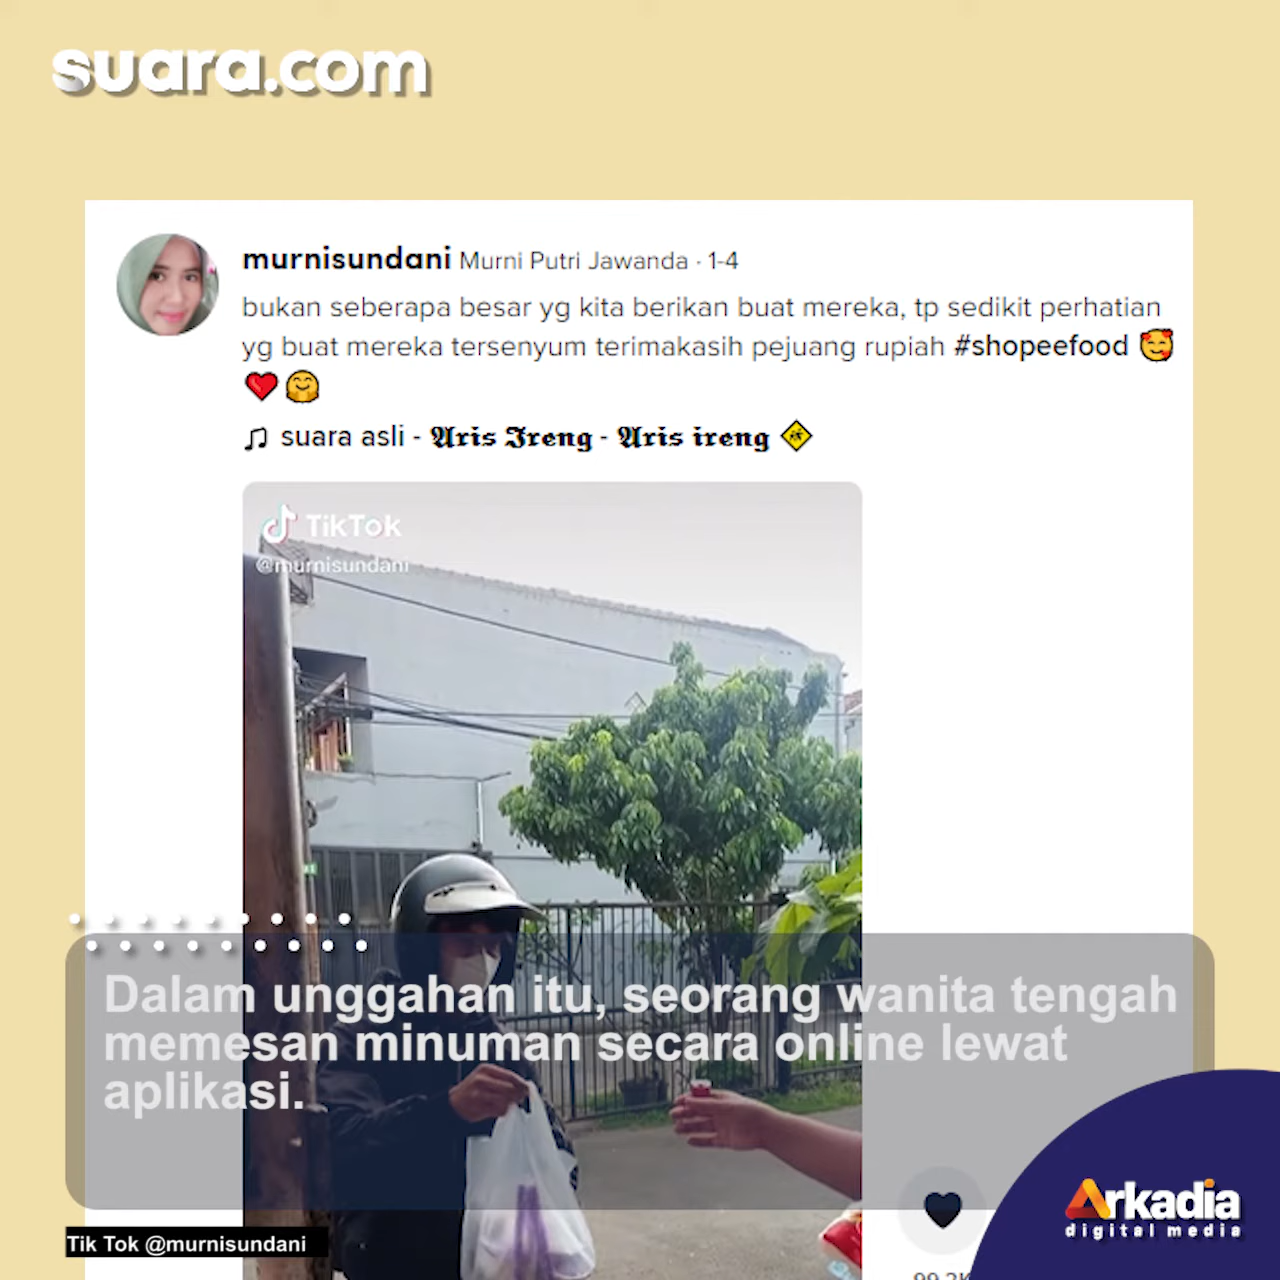 suara.com
murnisundani Murni Putri Jawanda · 1-4
bukan seberapa besar yg kita berikan buat mereka, tp sedikit perhatian
yg buat mereka tersenyum terimakasih pejuang rupiah #shopeefood 🥰
❤️🤗
♫ suara asli - 𝕬𝖗𝖎𝖘 𝕴𝖗𝖊𝖓𝖌 - 𝕬𝖗𝖎𝖘 𝖎𝖗𝖊𝖓𝖌 🚸
TikTok
@murnisundani
Dalam unggahan itu, seorang wanita tengah
memesan minuman secara online lewat
aplikasi.
Tik Tok @murnisundani
Arkadia
digital media